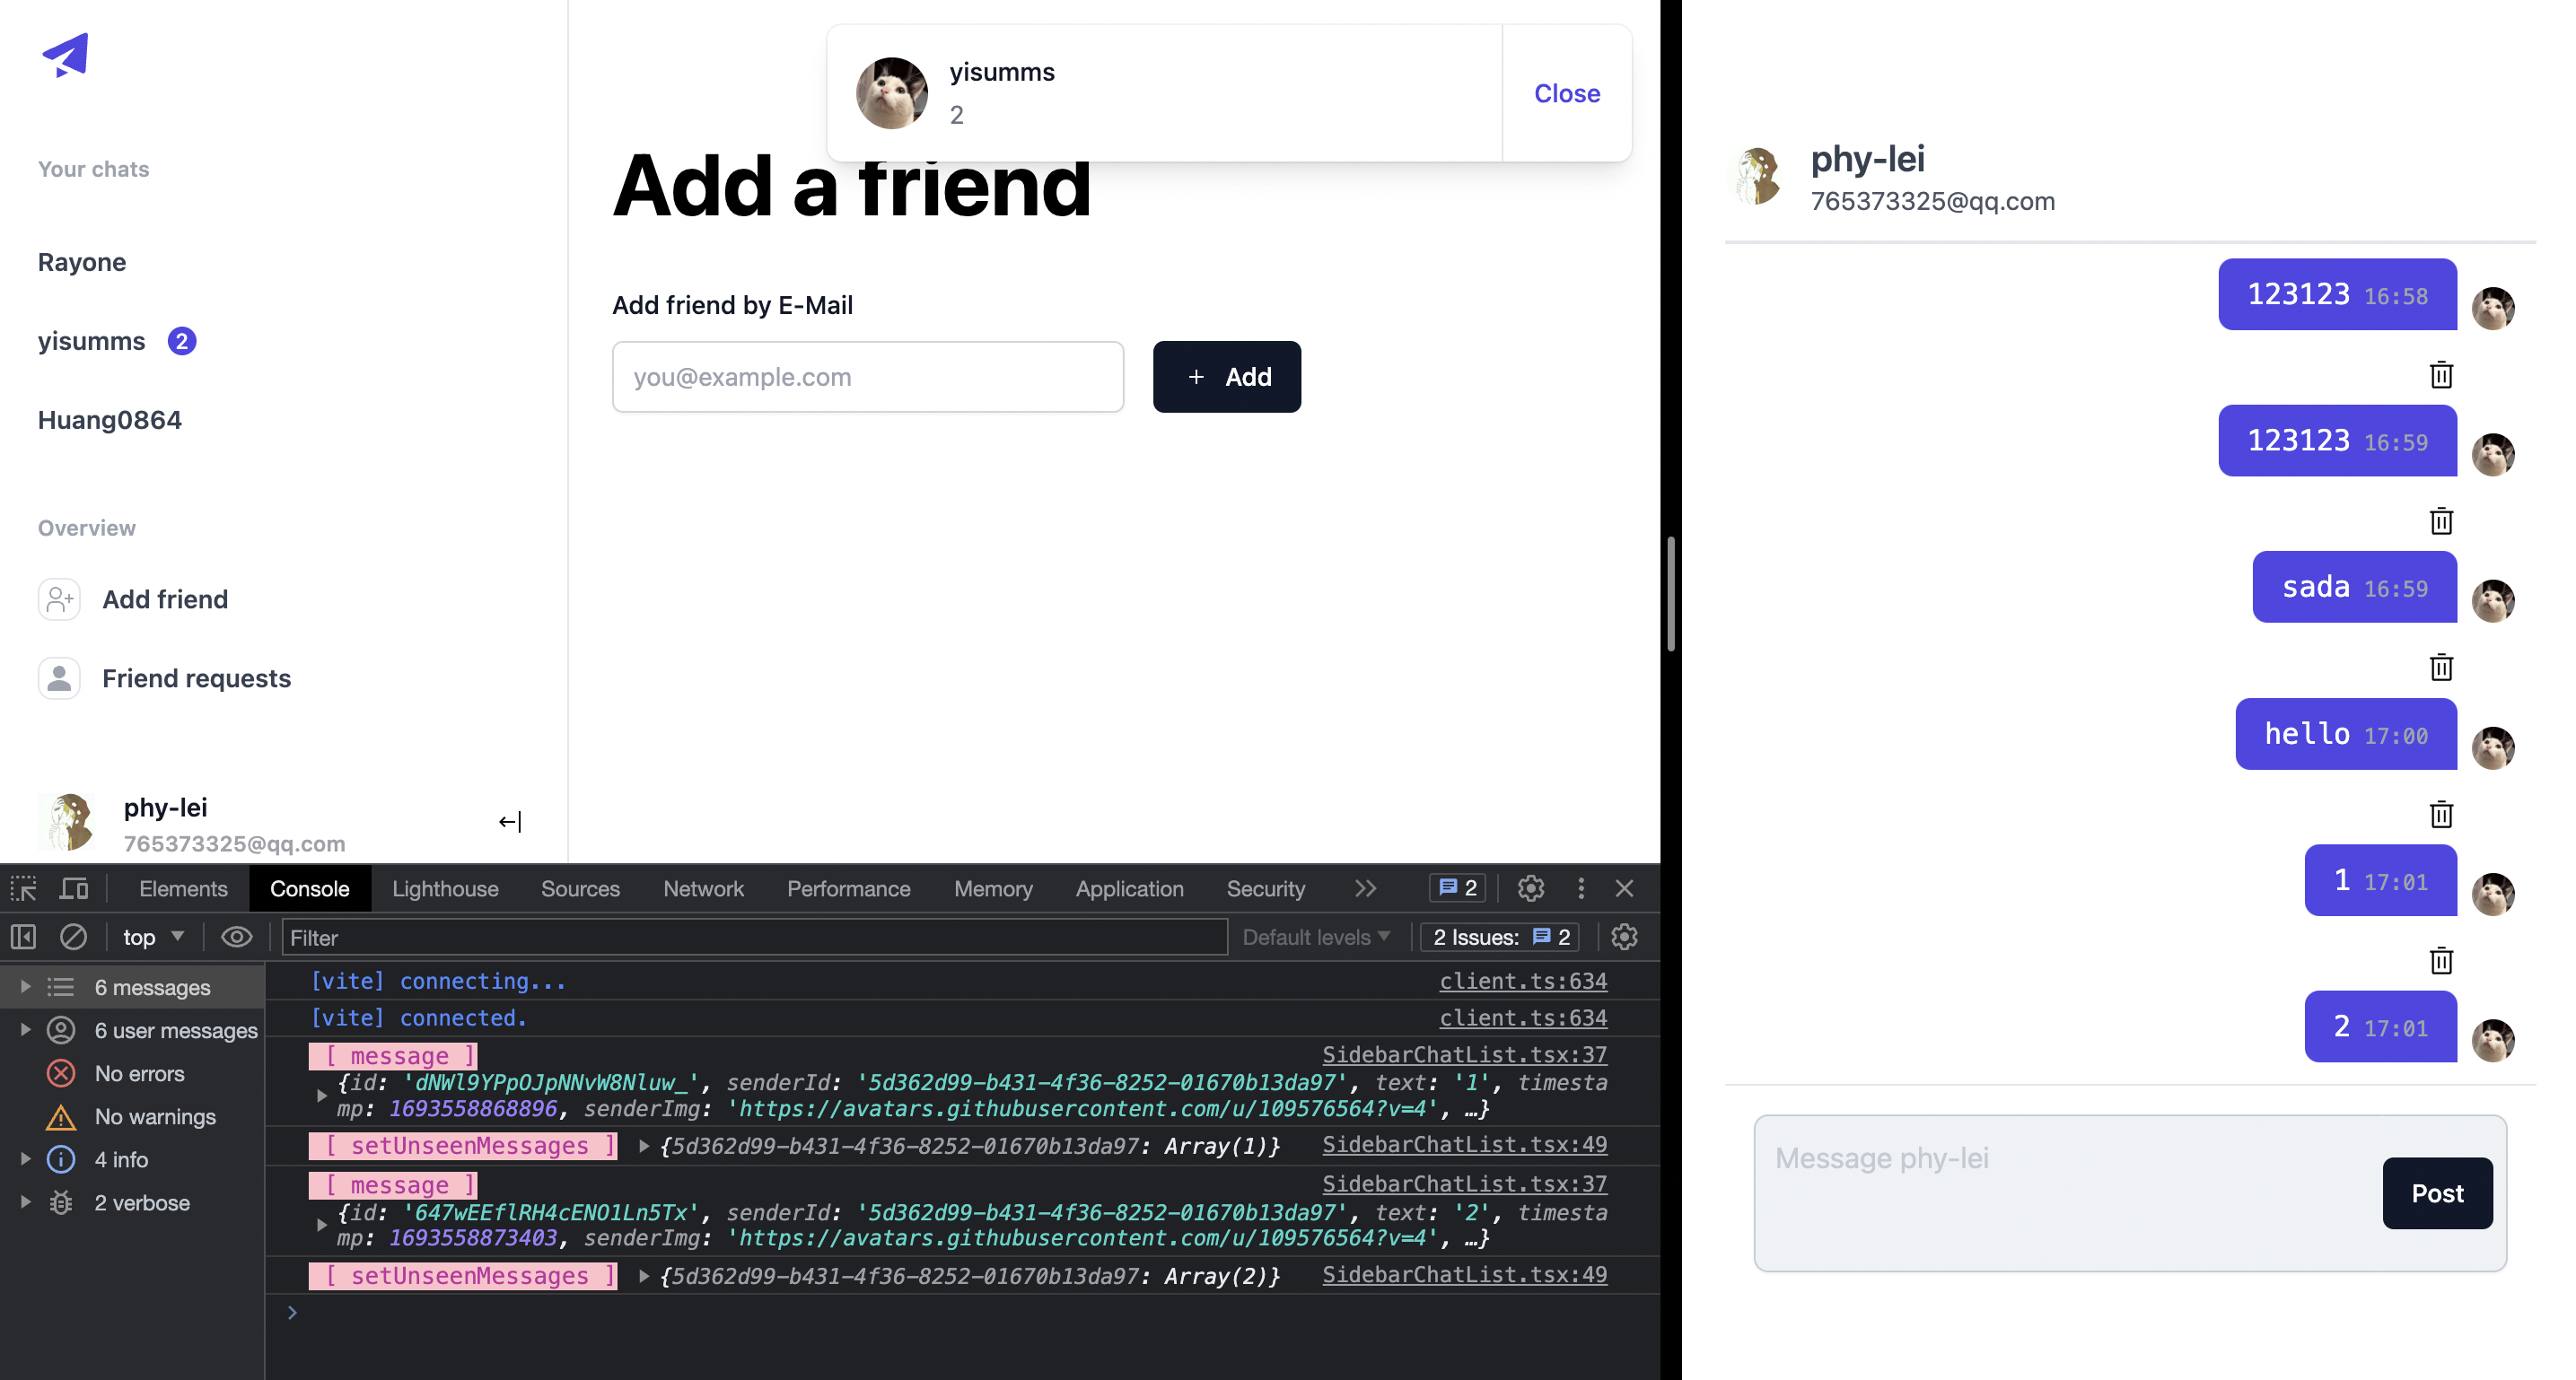 Your chats
Rayone
yisumms 2
Huang0864
Overview
Add friend
Friend requests
phy-lei
765373325@qq.com
yisumms
2
Close
Add a friend
Add friend by E-Mail
you@example.com
+ Add
Elements Console Lighthouse Sources Network Performance Memory Application Security 2
top Filter Default levels 2 Issues: 2
6 messages
6 user messages
No errors
No warnings
4 info
2 verbose
[vite] connecting... client.ts:634
[vite] connected. client.ts:634
[ message ] SidebarChatList.tsx:37
{id: 'dNWl9YPpOJpNNvW8Nluw_', senderId: '5d362d99-b431-4f36-8252-01670b13da97', text: '1', timesta
mp: 1693558868896, senderImg: 'https://avatars.githubusercontent.com/u/109576564?v=4', …}
[ setUnseenMessages ] {5d362d99-b431-4f36-8252-01670b13da97: Array(1)} SidebarChatList.tsx:49
[ message ] SidebarChatList.tsx:37
{id: '647wEEflRH4cENO1Ln5Tx', senderId: '5d362d99-b431-4f36-8252-01670b13da97', text: '2', timesta
mp: 1693558873403, senderImg: 'https://avatars.githubusercontent.com/u/109576564?v=4', …}
[ setUnseenMessages ] {5d362d99-b431-4f36-8252-01670b13da97: Array(2)} SidebarChatList.tsx:49
phy-lei
765373325@qq.com
123123 16:58
123123 16:59
sada 16:59
hello 17:00
1 17:01
2 17:01
Message phy-lei
Post